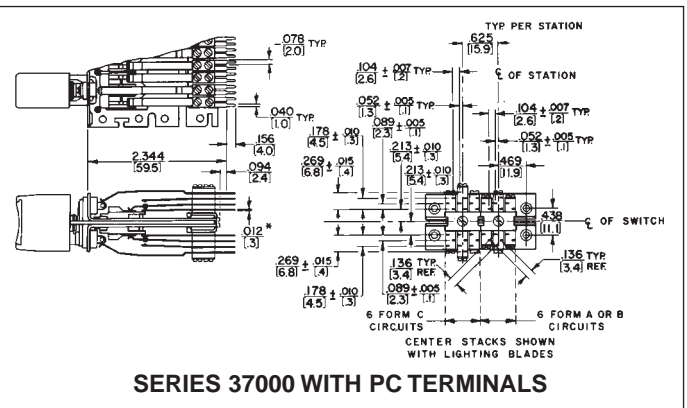 TYP PER STATION
.625
[15.9]
.078 TYP.
[2.0]
.104 ± .007 TYP.
[2.6] [.2]
℄ OF STATION
.052 ± .005 TYP.
[1.3] [.1]
.104 ± .007 TYP.
[2.6] [.2]
.040
[1.0]
.156
[4.0]
.178 ± .010
[4.5] [.3]
.089 ± .005
[2.3] [.1]
.052 ± .005 TYP.
[1.3] [.1]
2.344
[59.5]
.094
[2.4]
.269 ± .015
[6.8] [.4]
.213 ± .010
[5.4] [.3]
.469
[11.9]
.213 ± .010
[5.4] [.3]
.438
[11.1]
℄ OF SWITCH
.012 *
[.3]
.269 ± .015
[6.8] [.4]
.136 TYP.
[3.4] REF.
.136 TYP.
[3.4] REF.
.178 ± .010
[4.5] [.3]
.089 ± .005
[2.3] [.1]
6 FORM C
CIRCUITS
6 FORM A OR B
CIRCUITS
CENTER STACKS SHOWN
WITH LIGHTING BLADES
SERIES 37000 WITH PC TERMINALS